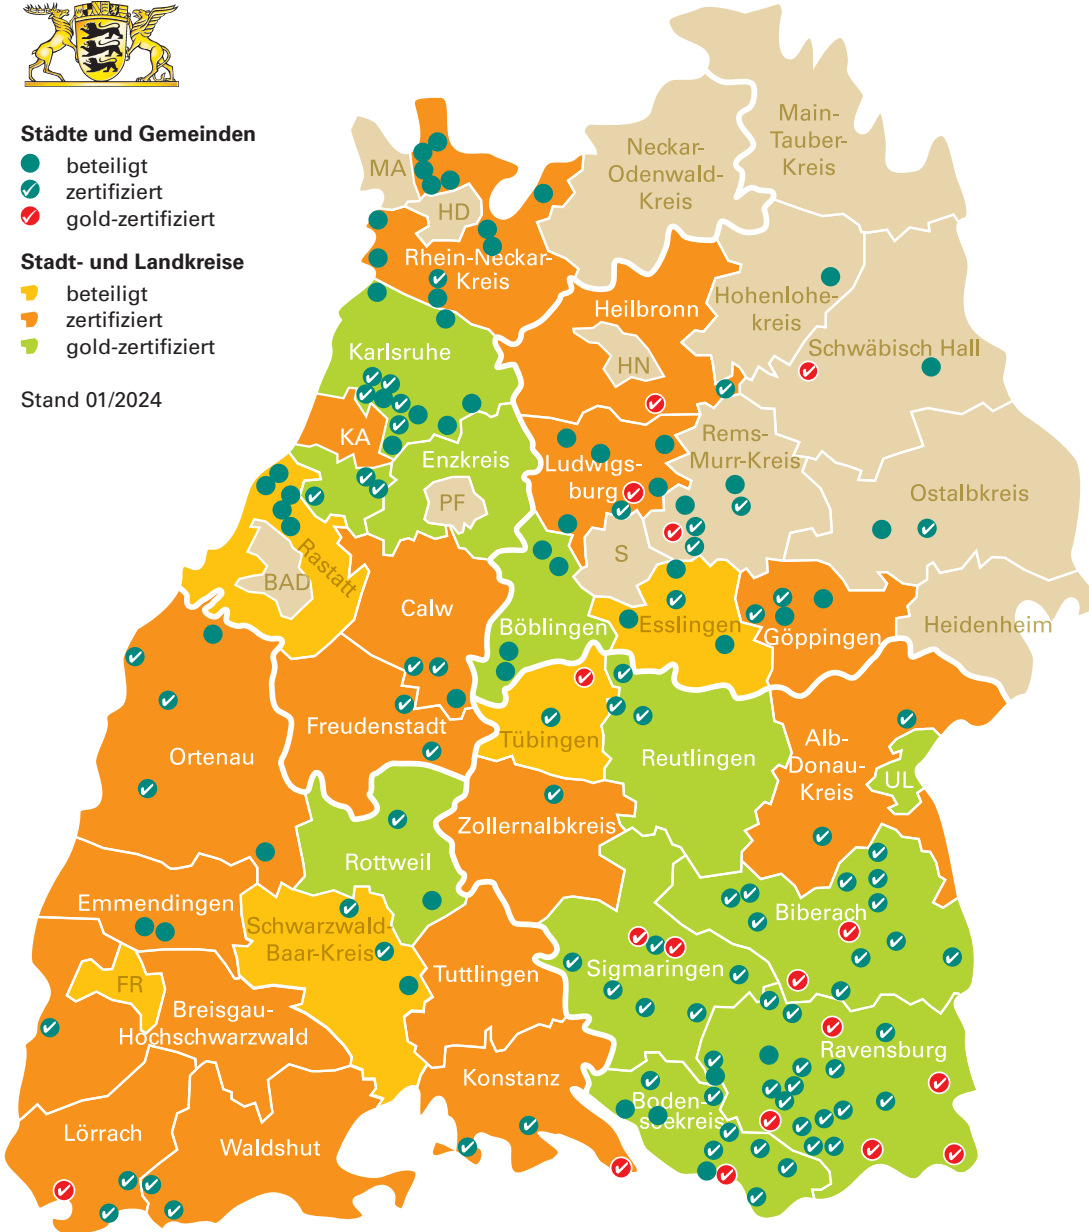 Städte und Gemeinden
beteiligt
zertifiziert
gold-zertifiziert
Stadt- und Landkreise
beteiligt
zertifiziert
gold-zertifiziert
Stand 01/2024
Main-
Tauber-
Kreis
Neckar-
Odenwald-
Kreis
MA
HD
Rhein-Neckar-
Kreis
Heilbronn
Hohenlohe-
kreis
Schwäbisch Hall
HN
Karlsruhe
KA
Enzkreis
PF
Ludwigs-
burg
Rems-
Murr-Kreis
Ostalbkreis
S
Rastatt
BAD
Calw
Böblingen
Esslingen
Göppingen
Heidenheim
Freudenstadt
Tübingen
Ortenau
Reutlingen
Alb-
Donau-
Kreis
UL
Zollernalbkreis
Rottweil
Emmendingen
Schwarzwald-
Baar-Kreis
Biberach
Sigmaringen
Tuttlingen
FR
Breisgau-
Hochschwarzwald
Ravensburg
Konstanz
Boden-
seekreis
Lörrach
Waldshut